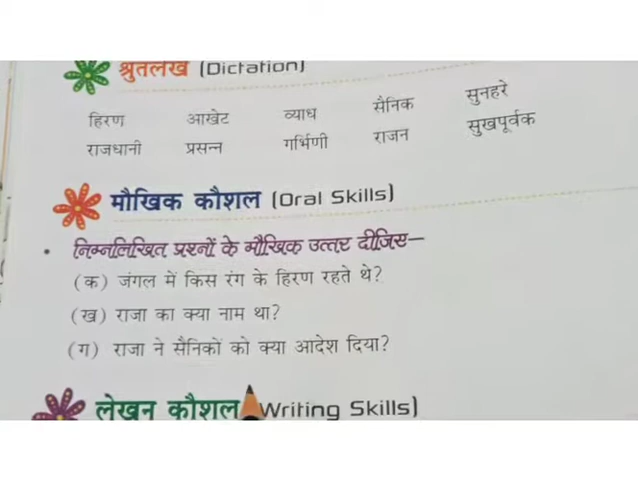 श्रुतलेख (Dictation)
हिरण आखेट व्याध सैनिक सुनहरे
राजधानी प्रसन्न गर्भिणी राजन सुखपूर्वक
मौखिक कौशल (Oral Skills)
• निम्नलिखित प्रश्नों के मौखिक उत्तर दीजिए—
(क) जंगल में किस रंग के हिरण रहते थे?
(ख) राजा का क्या नाम था?
(ग) राजा ने सैनिकों को क्या आदेश दिया?
लेखन कौशल Writing Skills)